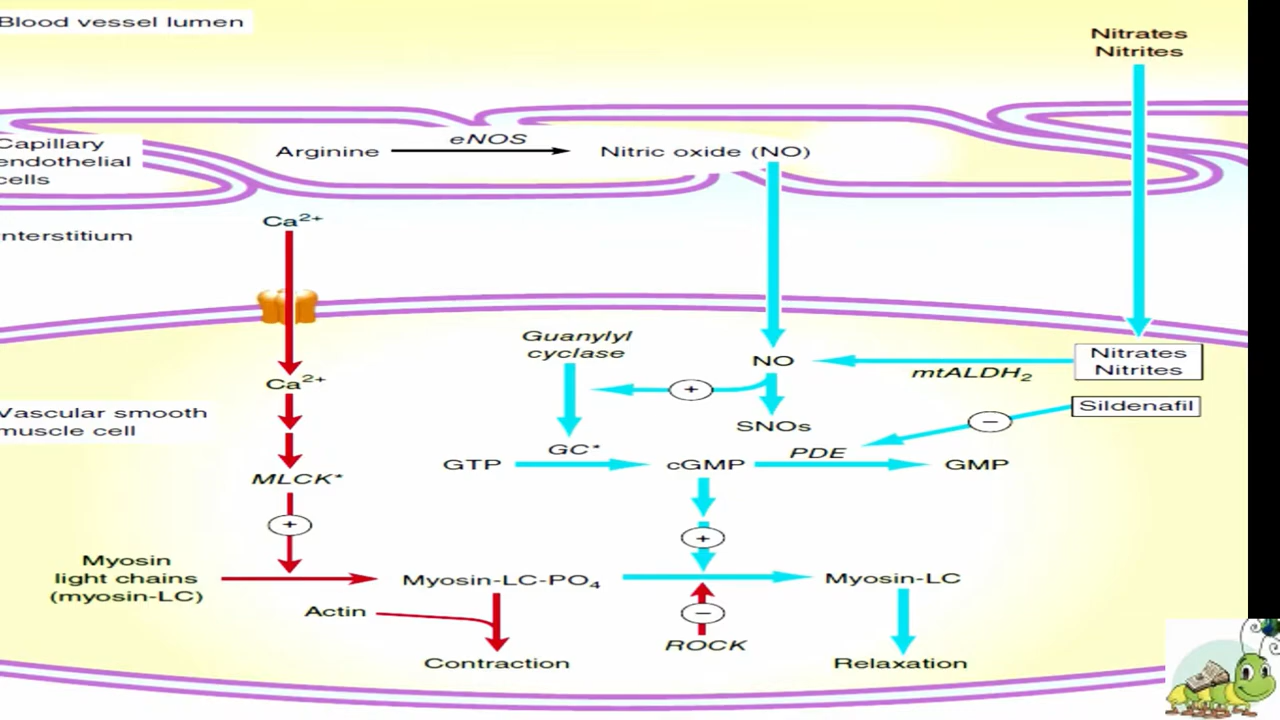 Blood vessel lumen
Nitrates
Nitrites
Capillary
endothelial
cells
Arginine
eNOS
Nitric oxide (NO)
Ca²⁺
nterstitium
Guanylyl
cyclase
NO
mtALDH₂
Nitrates
Nitrites
Ca²⁺
+
Vascular smooth
muscle cell
SNOs
−
Sildenafil
MLCK*
GTP
GC*
cGMP
PDE
GMP
+
+
Myosin
light chains
(myosin-LC)
Myosin-LC-PO₄
Myosin-LC
Actin
−
ROCK
Contraction
Relaxation